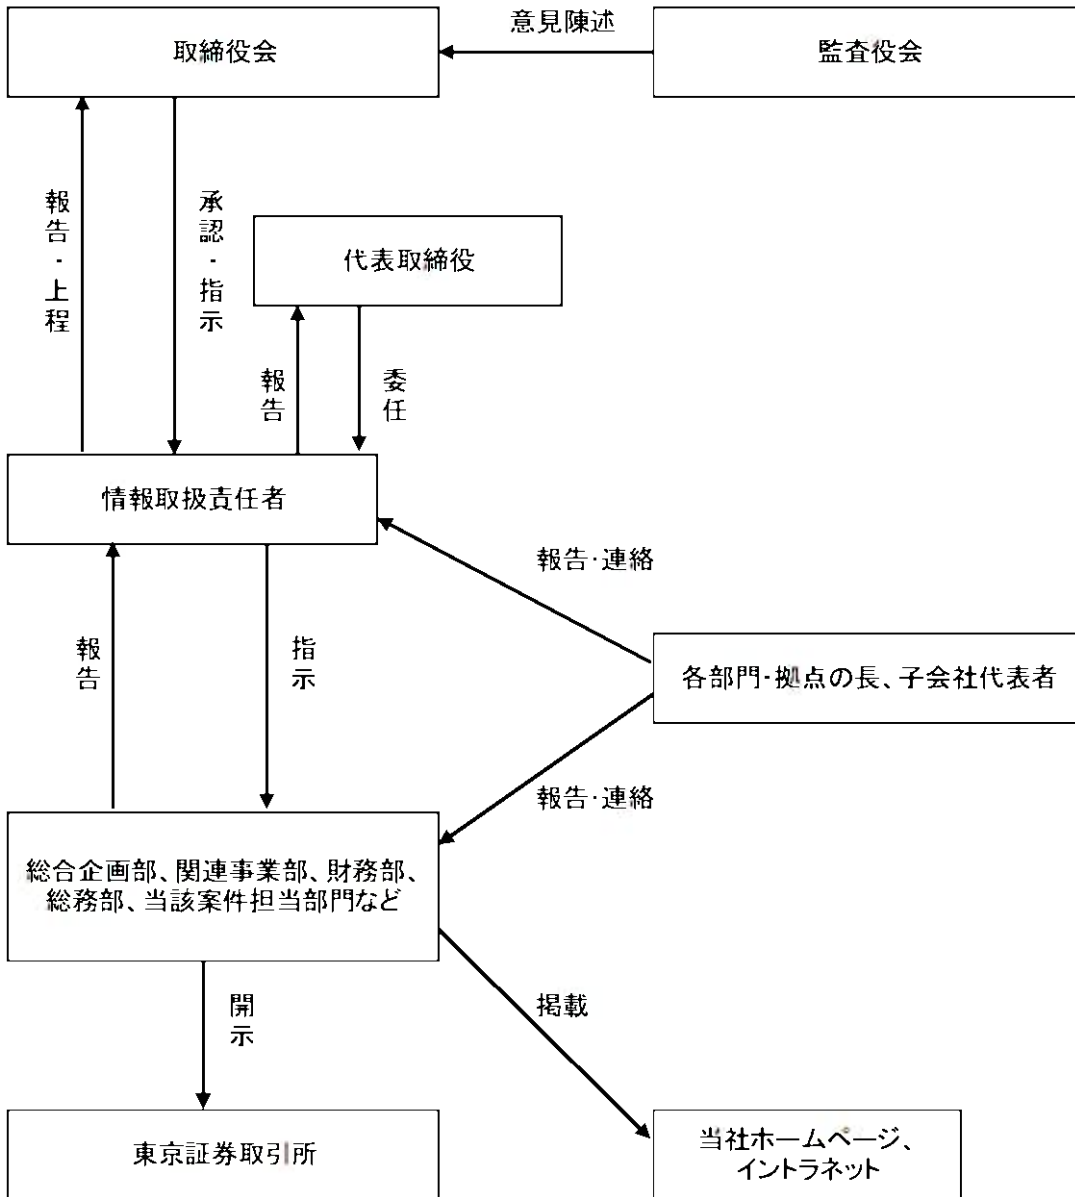 取締役会
意見陳述
監査役会
報告・上程
承認・指示
代表取締役
報告
委任
情報取扱責任者
報告・連絡
報告
指示
各部門・拠点の長、子会社代表者
報告・連絡
総合企画部、関連事業部、財務部、
総務部、当該案件担当部門など
開示
掲載
東京証券取引所
当社ホームページ、
イントラネット